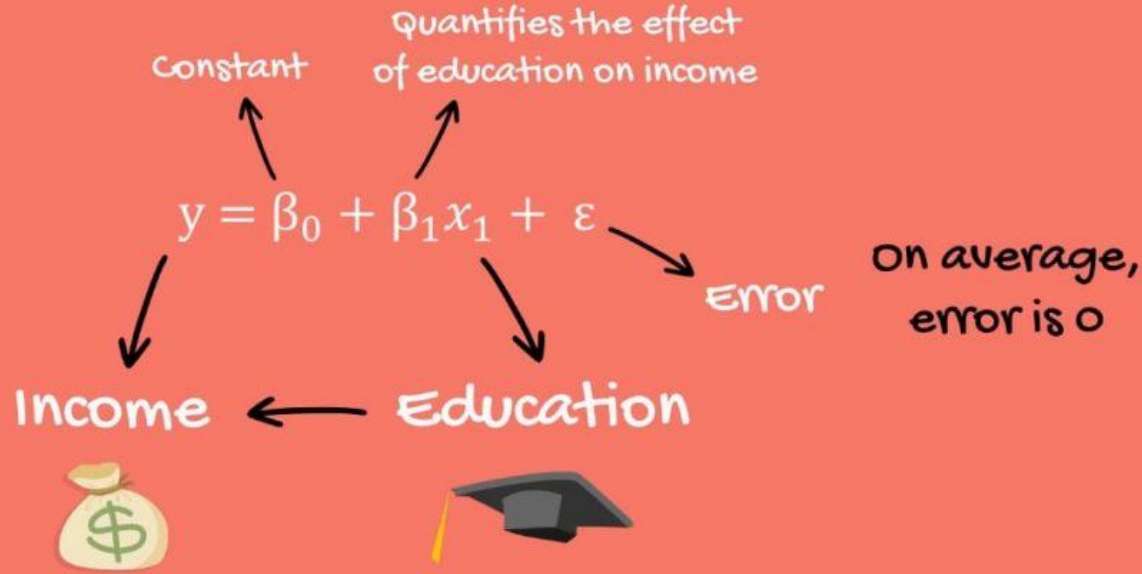 Quantifies the effect
Constant of education on income
y = β₀ + β₁x₁ + ε
Error
On average,
error is 0
Income
Education
$